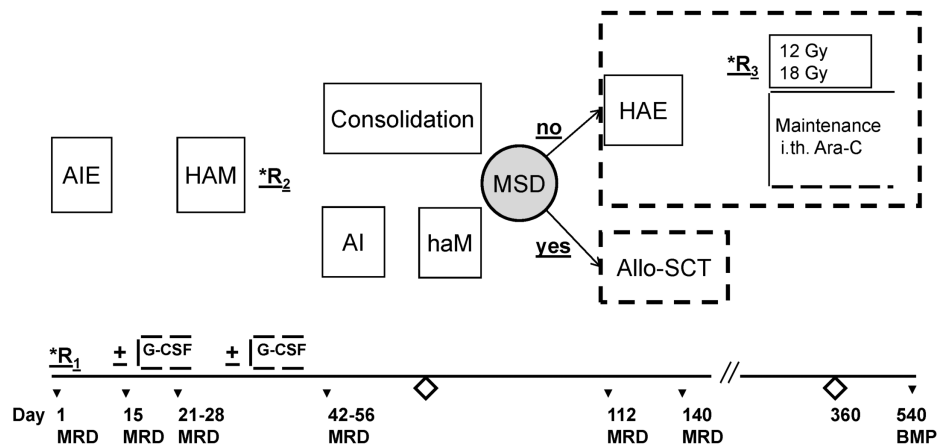 12 Gy
18 Gy
*R3
HAE
Consolidation
no
Maintenance
i.th. Ara-C
AIE
HAM
*R2
MSD
AI
haM
yes
Allo-SCT
*R1
±
G-CSF
±
G-CSF
Day 1 15 21-28 42-56 112 140 360 540
MRD MRD MRD MRD MRD MRD BMP